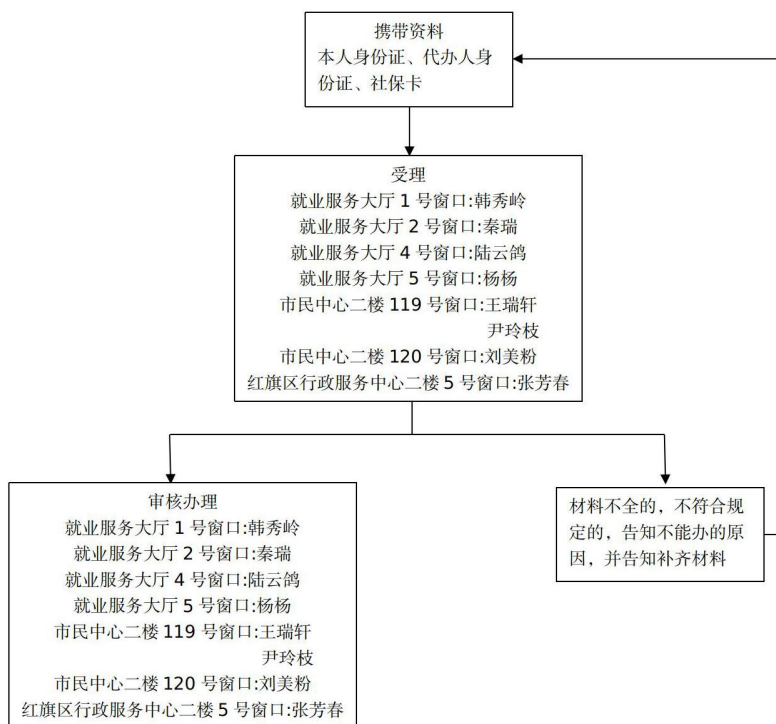 携带资料
本人身份证、代办人身
份证、社保卡
受理
就业服务大厅 1 号窗口:韩秀岭
就业服务大厅 2 号窗口:秦瑞
就业服务大厅 4 号窗口:陆云鸽
就业服务大厅 5 号窗口:杨杨
市民中心二楼 119 号窗口:王瑞轩
尹玲枝
市民中心二楼 120 号窗口:刘美粉
红旗区行政服务中心二楼 5 号窗口:张芳春
审核办理
就业服务大厅 1 号窗口:韩秀岭
就业服务大厅 2 号窗口:秦瑞
就业服务大厅 4 号窗口:陆云鸽
就业服务大厅 5 号窗口:杨杨
市民中心二楼 119 号窗口:王瑞轩
尹玲枝
市民中心二楼 120 号窗口:刘美粉
红旗区行政服务中心二楼 5 号窗口:张芳春
材料不全的，不符合规
定的，告知不能办的原
因，并告知补齐材料